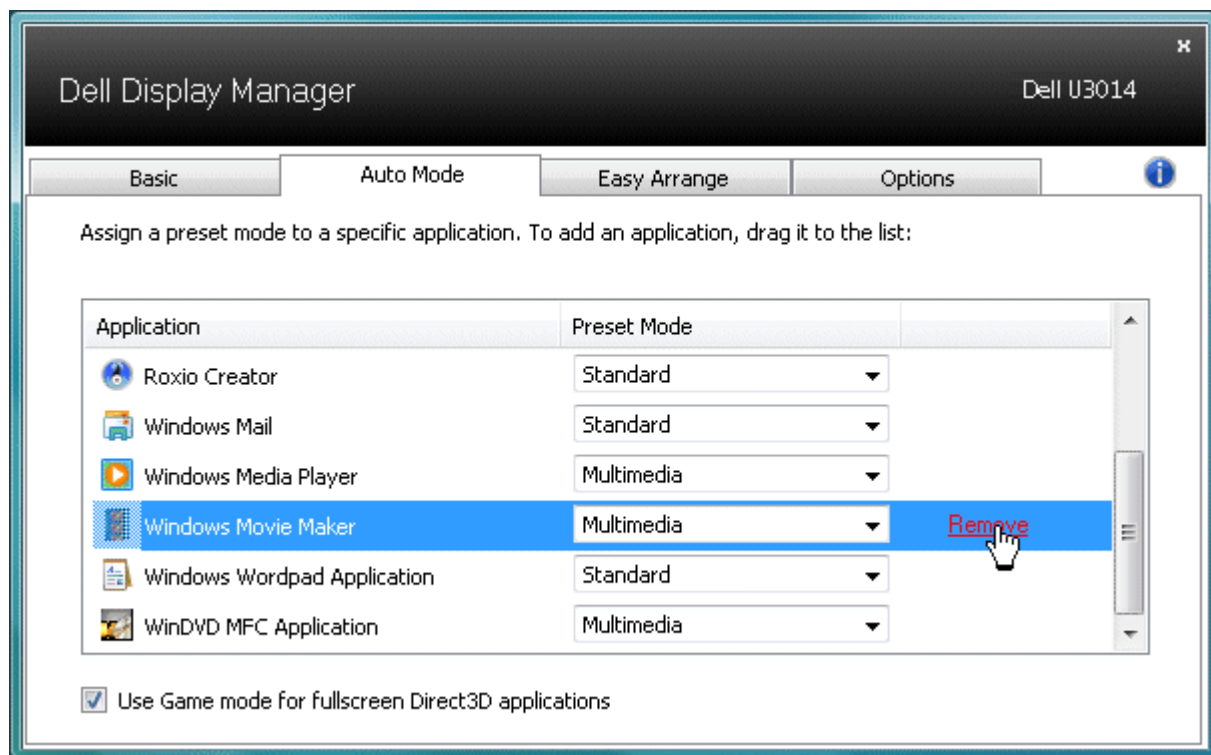 x
Dell Display Manager Dell U3014
Basic Auto Mode Easy Arrange Options
Assign a preset mode to a specific application. To add an application, drag it to the list:
Application Preset Mode
Roxio Creator Standard
Windows Mail Standard
Windows Media Player Multimedia
Windows Movie Maker Multimedia Remove
Windows Wordpad Application Standard
WinDVD MFC Application Multimedia
Use Game mode for fullscreen Direct3D applications